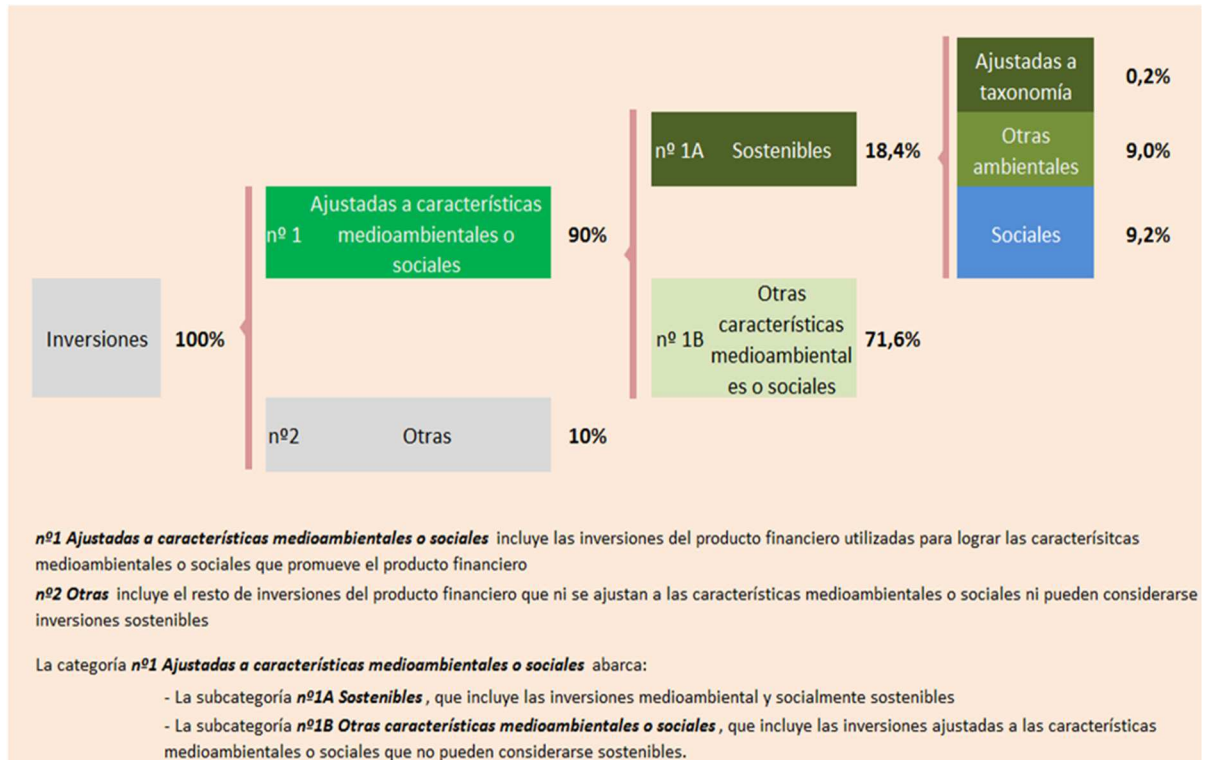 Ajustadas a
taxonomía
0,2%
Otras
ambientales
9,0%
Sociales
9,2%
nº 1A Sostenibles 18,4%
nº 1 Ajustadas a características
medioambientales o
sociales
90%
nº 1B Otras
características
medioambiental
es o sociales
71,6%
Inversiones 100%
nº2 Otras 10%
nº1 Ajustadas a características medioambientales o sociales incluye las inversiones del producto financiero utilizadas para lograr las caracterísitcas
medioambientales o sociales que promueve el producto financiero
nº2 Otras incluye el resto de inversiones del producto financiero que ni se ajustan a las características medioambientales o sociales ni pueden considerarse
inversiones sostenibles
La categoría nº1 Ajustadas a características medioambientales o sociales abarca:
- La subcategoría nº1A Sostenibles, que incluye las inversiones medioambiental y socialmente sostenibles
- La subcategoría nº1B Otras características medioambientales o sociales, que incluye las inversiones ajustadas a las características
medioambientales o sociales que no pueden considerarse sostenibles.